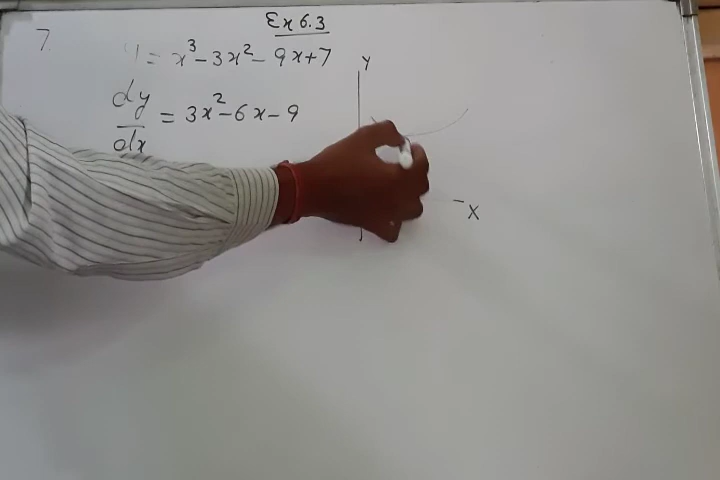 Ex 6.3
7.
y = x³ - 3x² - 9x + 7
dy/dx = 3x² - 6x - 9
Y
X